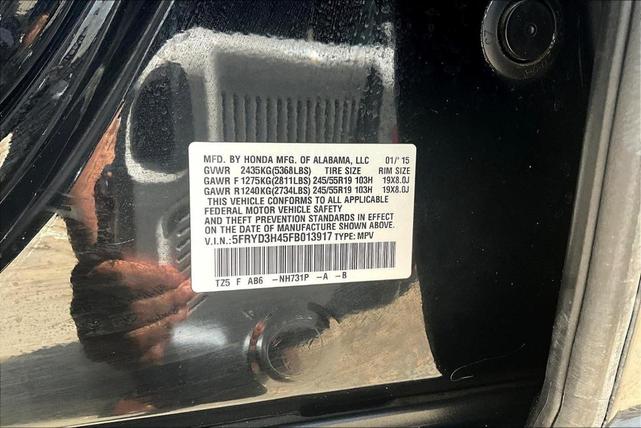 MFD. BY HONDA MFG. OF ALABAMA, LLC 01/'15
GVWR 2435KG(5368LBS) TIRE SIZE RIM SIZE
GAWR F 1275KG(2811LBS) 245/55R19 103H 19X8.0J
GAWR R1240KG(2734LBS) 245/55R19 103H 19X8.0J
THIS VEHICLE CONFORMS TO ALL APPLICABLE
FEDERAL MOTOR VEHICLE SAFETY
AND THEFT PREVENTION STANDARDS IN EFFECT
ON THE DATE OF MANUFACTURE SHOWN ABOVE.
V.I.N.:5FRYD3H45FB013917 TYPE: MPV
TZ5 F AB6 -NH731P -A -B